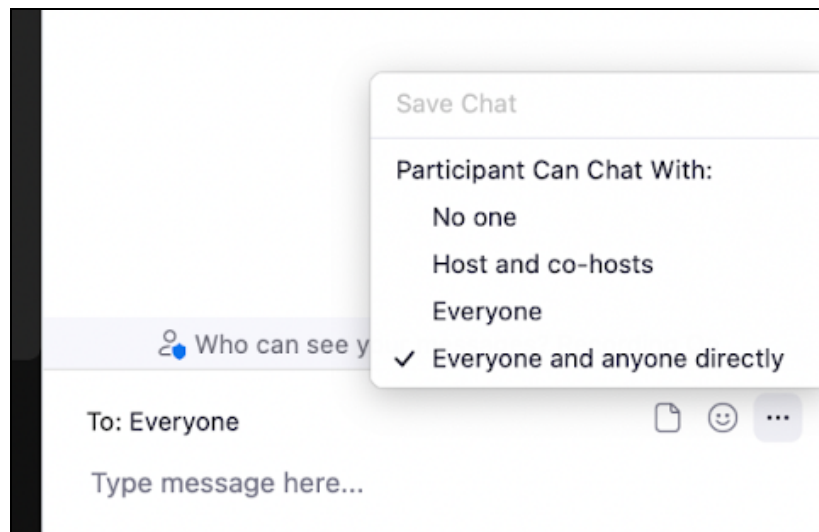 Save Chat
Participant Can Chat With:
No one
Host and co-hosts
Everyone
Everyone and anyone directly
Who can see y
To: Everyone
Type message here...